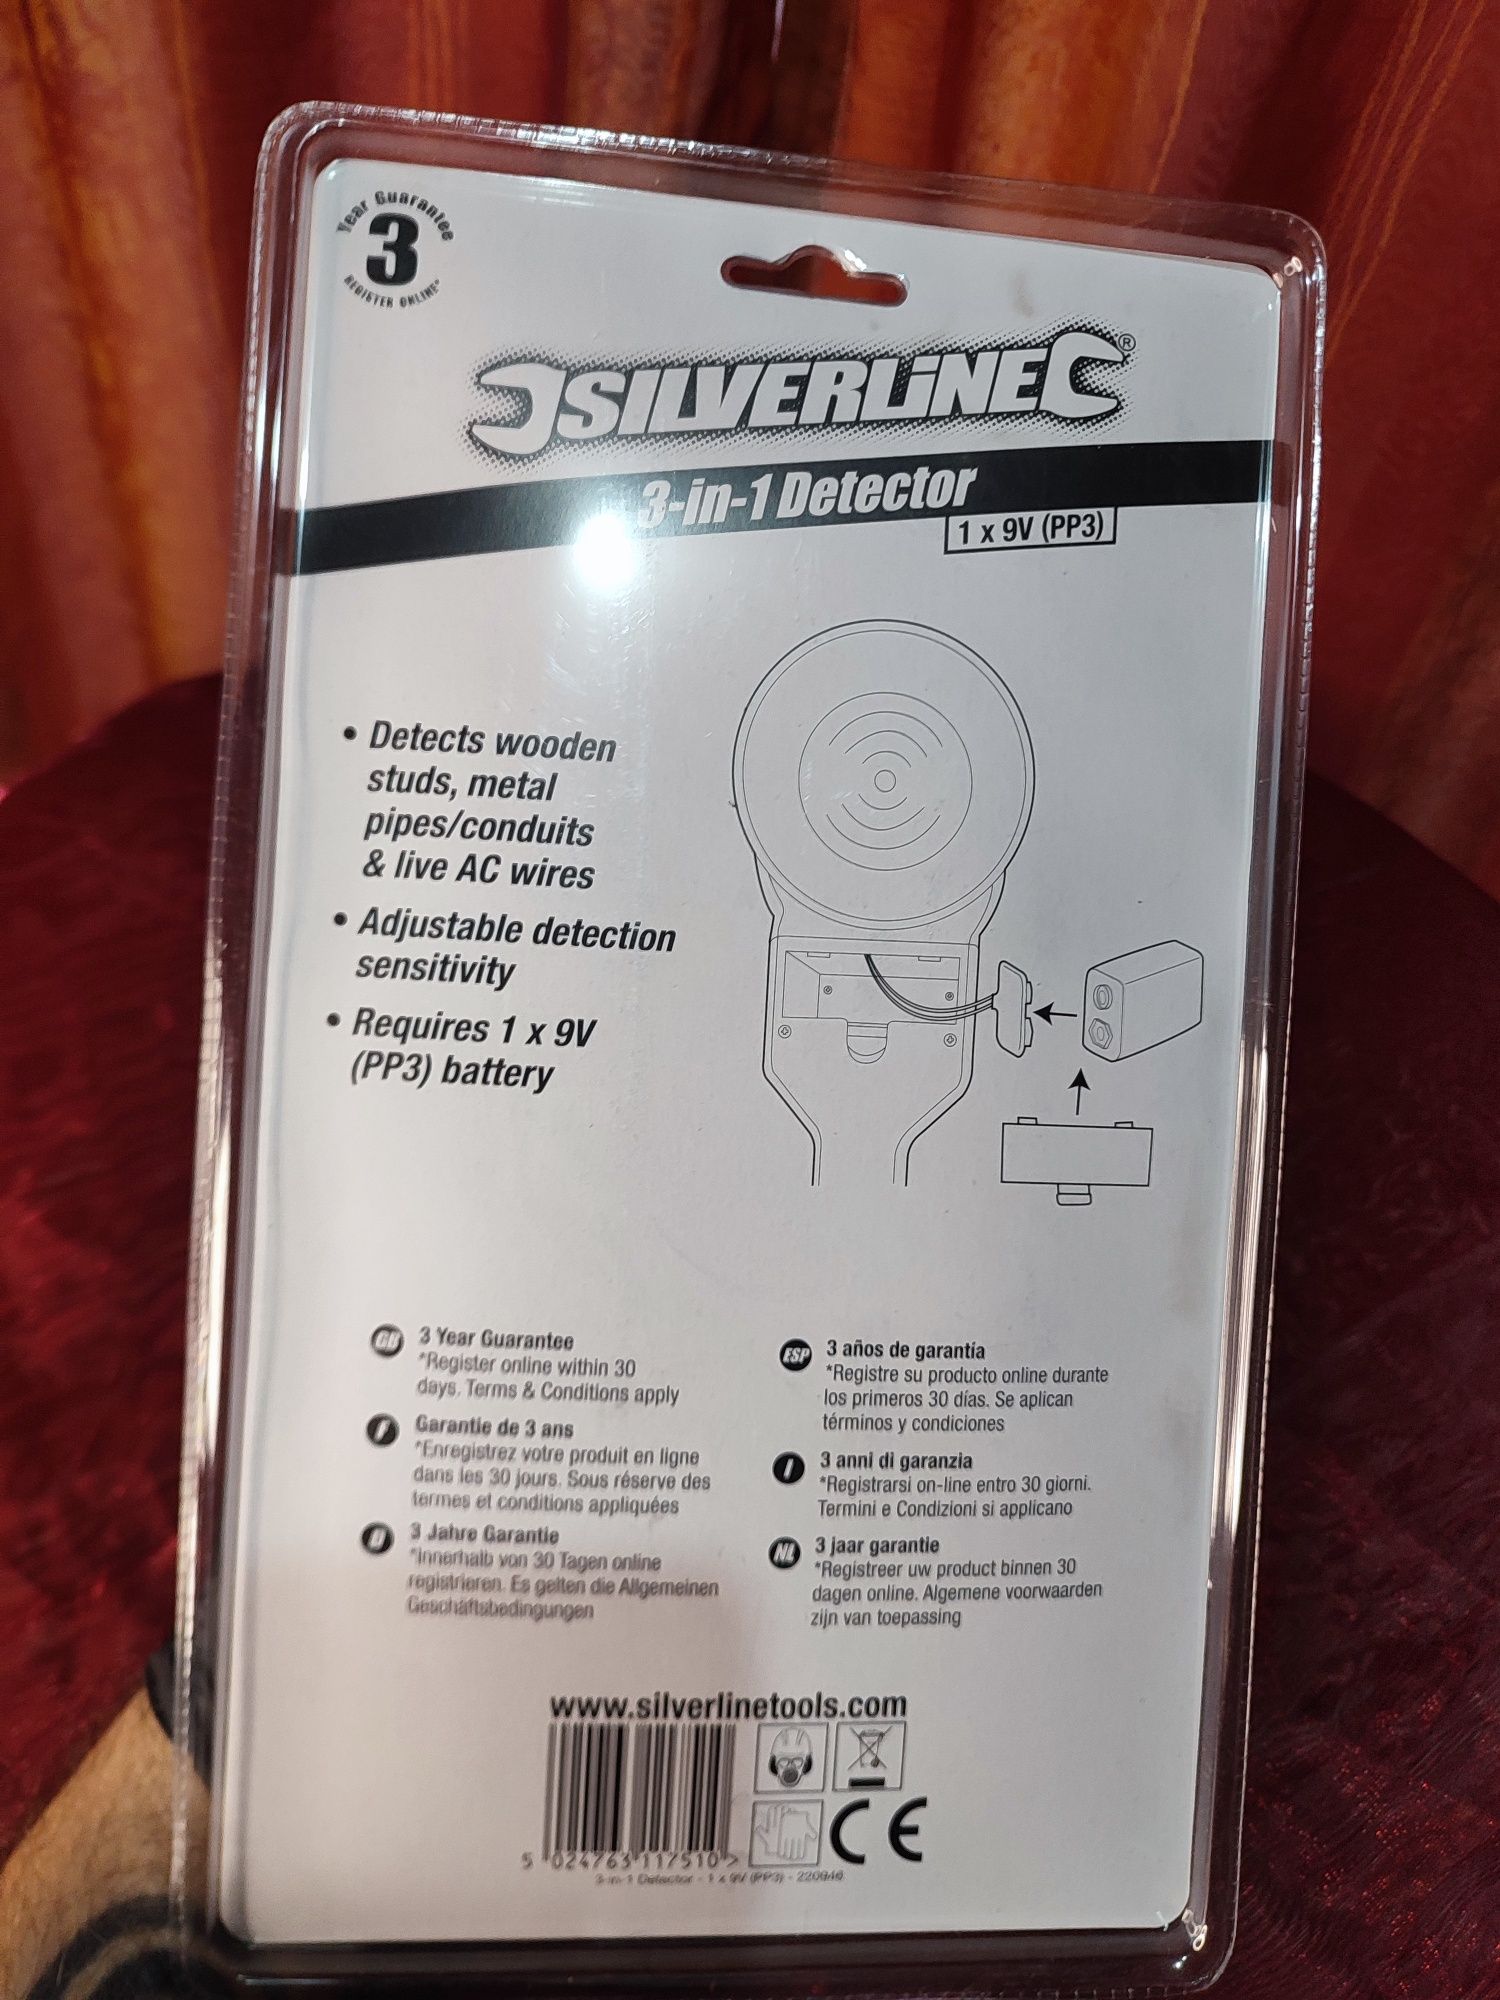 Year Guarantee
3
REGISTER ONLINE*
SILVERLINE®
3-in-1 Detector
1 x 9V (PP3)
• Detects wooden
studs, metal
pipes/conduits
& live AC wires
• Adjustable detection
sensitivity
• Requires 1 x 9V
(PP3) battery
GB 3 Year Guarantee
*Register online within 30
days. Terms & Conditions apply
F Garantie de 3 ans
*Enregistrez votre produit en ligne
dans les 30 jours. Sous réserve des
termes et conditions appliquées
D 3 Jahre Garantie
*Innerhalb von 30 Tagen online
registrieren. Es gelten die Allgemeinen
Geschäftsbedingungen
ESP 3 años de garantía
*Registre su producto online durante
los primeros 30 días. Se aplican
términos y condiciones
I 3 anni di garanzia
*Registrarsi on-line entro 30 giorni.
Termini e Condizioni si applicano
NL 3 jaar garantie
*Registreer uw product binnen 30
dagen online. Algemene voorwaarden
zijn van toepassing
www.silverlinetools.com
CE
5 024763 117510 >
3-in-1 Detector - 1 x 9V (PP3) - 220946